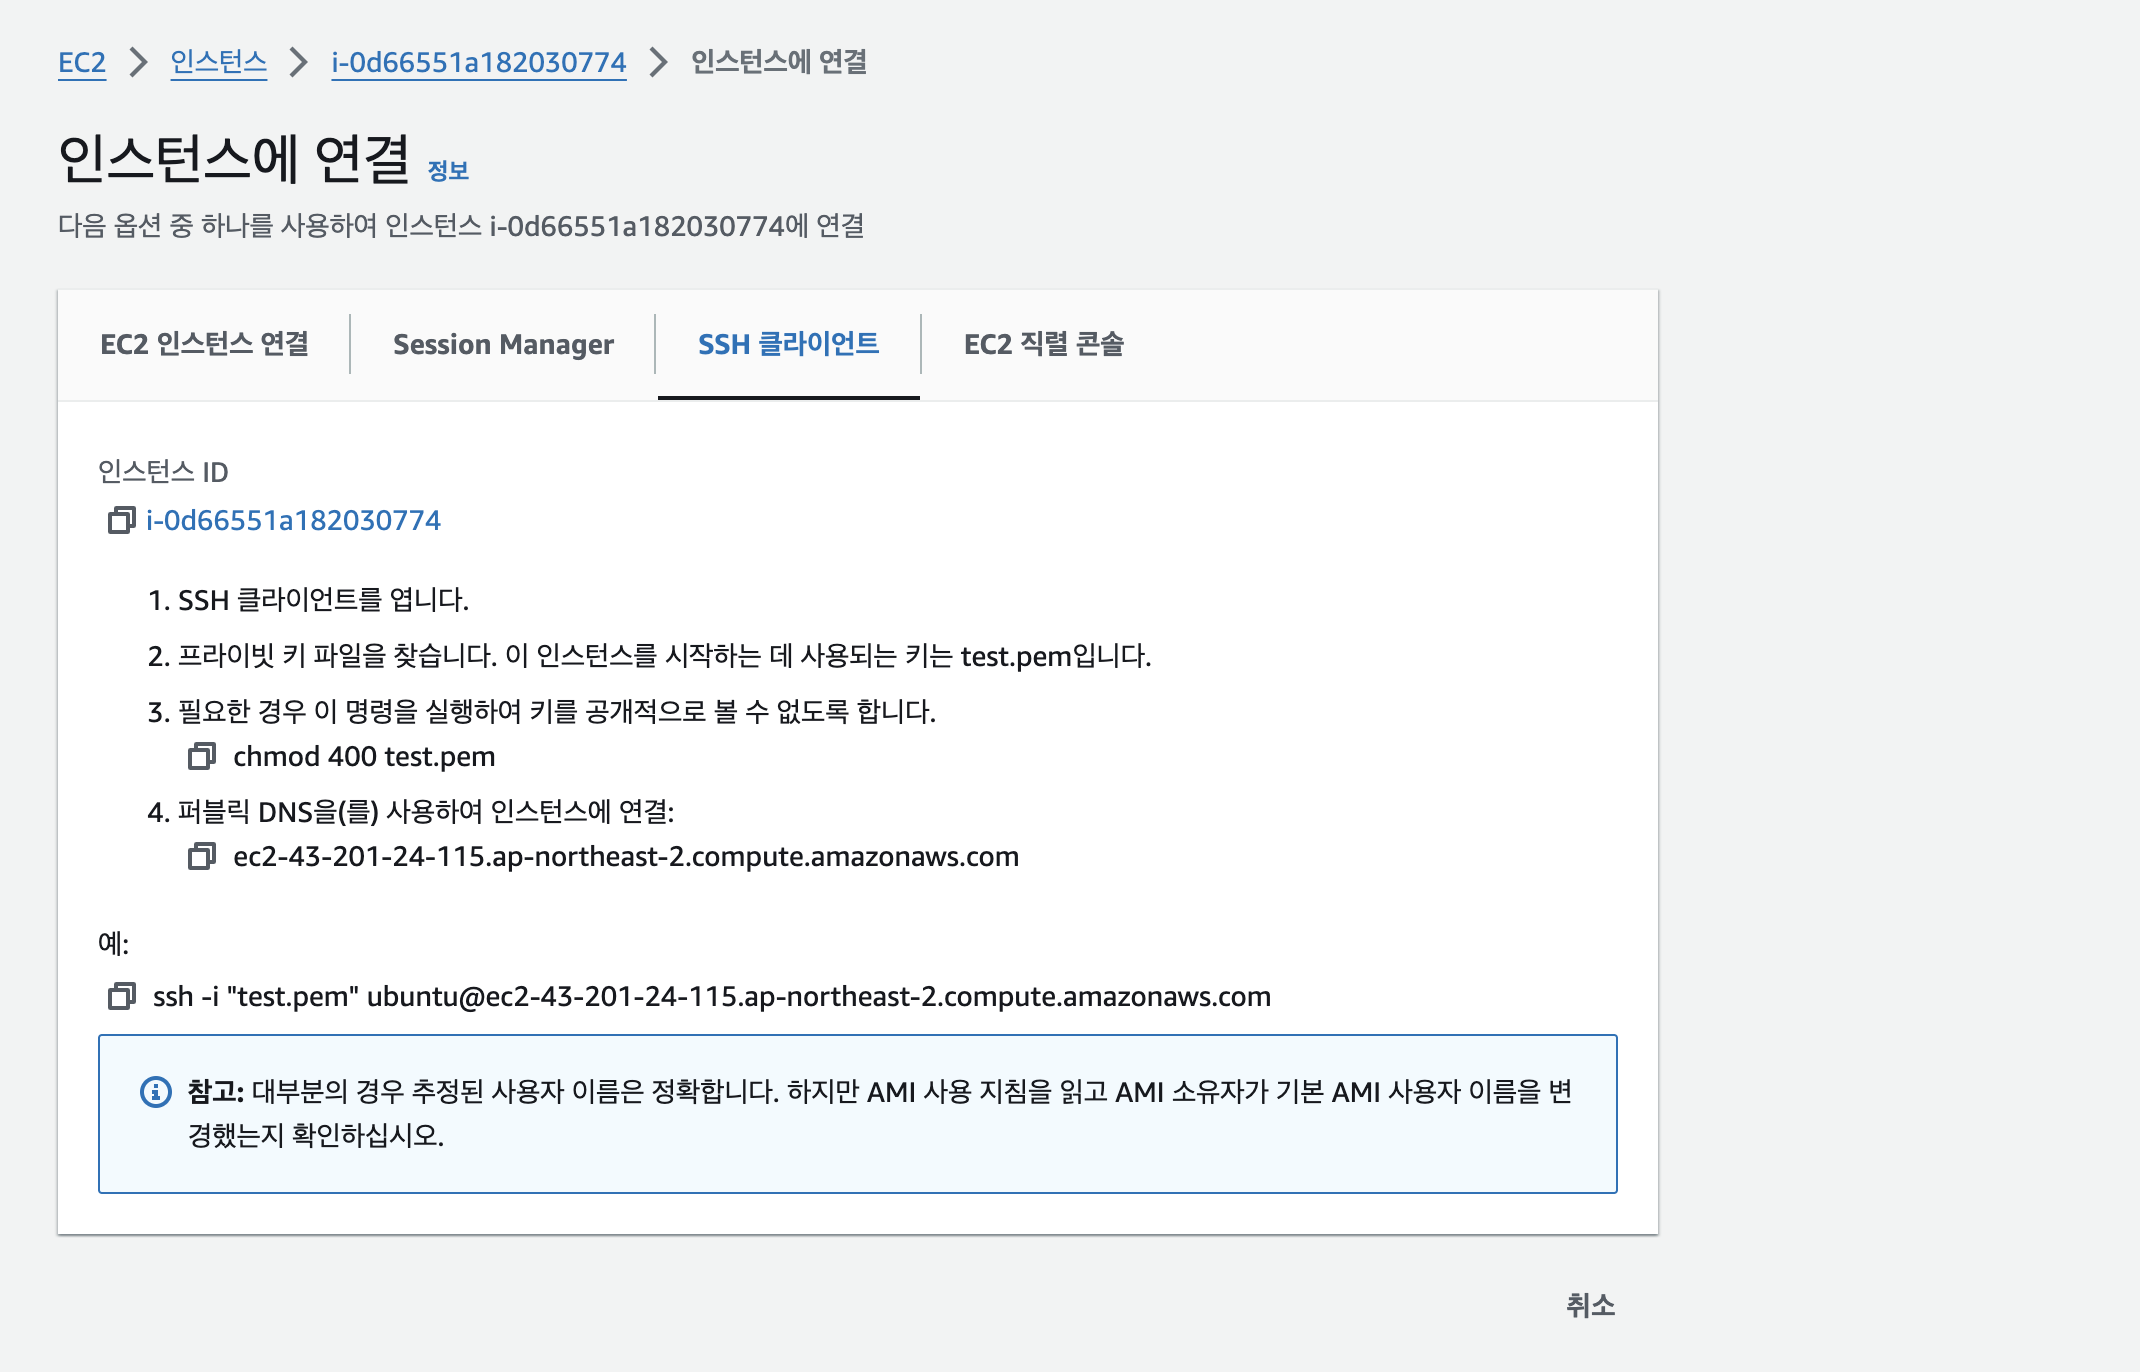 EC2 인스턴스 i-0d66551a182030774 인스턴스에 연결
인스턴스에 연결 정보
다음 옵션 중 하나를 사용하여 인스턴스 i-0d66551a182030774에 연결
EC2 인스턴스 연결 Session Manager SSH 클라이언트 EC2 직렬 콘솔
인스턴스 ID
i-0d66551a182030774
1. SSH 클라이언트를 엽니다.
2. 프라이빗 키 파일을 찾습니다. 이 인스턴스를 시작하는 데 사용되는 키는 test.pem입니다.
3. 필요한 경우 이 명령을 실행하여 키를 공개적으로 볼 수 없도록 합니다.
chmod 400 test.pem
4. 퍼블릭 DNS을(를) 사용하여 인스턴스에 연결:
ec2-43-201-24-115.ap-northeast-2.compute.amazonaws.com
예:
ssh -i "test.pem" ubuntu@ec2-43-201-24-115.ap-northeast-2.compute.amazonaws.com
참고: 대부분의 경우 추정된 사용자 이름은 정확합니다. 하지만 AMI 사용 지침을 읽고 AMI 소유자가 기본 AMI 사용자 이름을 변
경했는지 확인하십시오.
취소